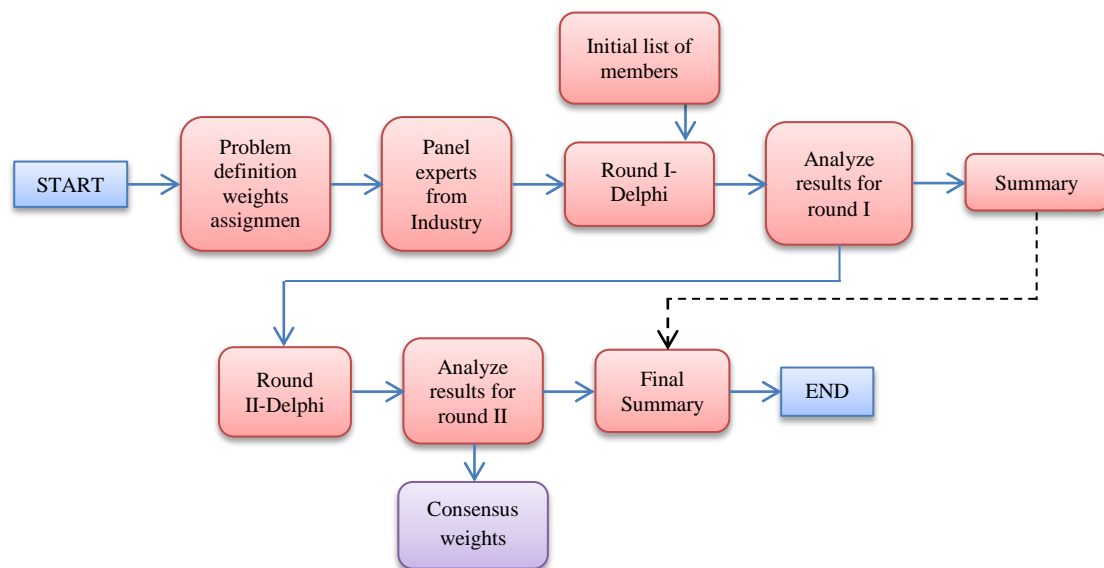 Initial list of
members
START
Problem
definition
weights
assignmen
Panel
experts
from
Industry
Round I-
Delphi
Analyze
results for
round I
Summary
Round
II-Delphi
Analyze
results for
round II
Final
Summary
END
Consensus
weights